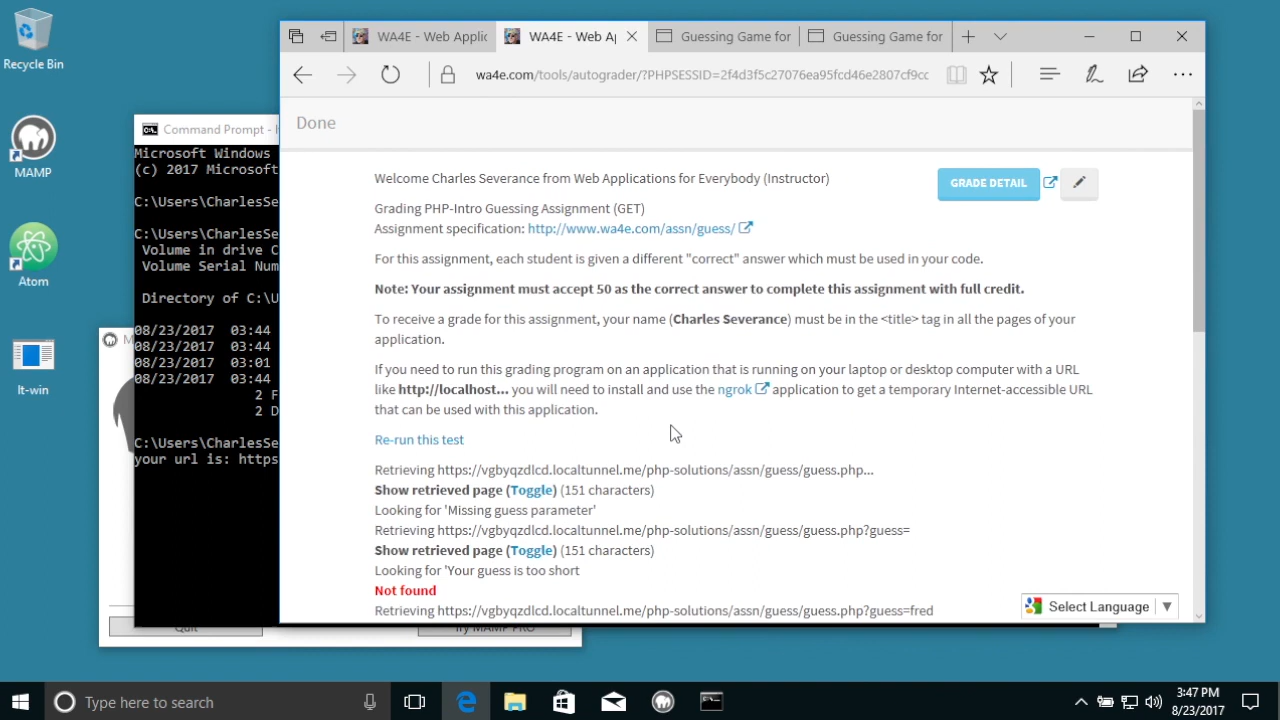 Recycle Bin
MAMP
Atom
lt-win
WA4E - Web Applic
WA4E - Web Ap
Guessing Game for
Guessing Game for
wa4e.com/tools/autograder/?PHPSESSID=2f4d3f5c27076ea95fcd46e2807cf9cc
Command Prompt - lt
Microsoft Windows
(c) 2017 Microsoft
C:\Users\CharlesSe
C:\Users\CharlesSe
Volume in drive C
Volume Serial Num
Directory of C:\U
08/23/2017 03:44
08/23/2017 03:44
08/23/2017 03:01
08/23/2017 03:44
2 F
2 D
C:\Users\CharlesSe
your url is: https
M
Quit
Try MAMP PRO
Done
Welcome Charles Severance from Web Applications for Everybody (Instructor)
GRADE DETAIL
Grading PHP-Intro Guessing Assignment (GET)
Assignment specification: http://www.wa4e.com/assn/guess/
For this assignment, each student is given a different "correct" answer which must be used in your code.
Note: Your assignment must accept 50 as the correct answer to complete this assignment with full credit.
To receive a grade for this assignment, your name (Charles Severance) must be in the <title> tag in all the pages of your
application.
If you need to run this grading program on an application that is running on your laptop or desktop computer with a URL
like http://localhost... you will need to install and use the ngrok application to get a temporary Internet-accessible URL
that can be used with this application.
Re-run this test
Retrieving https://vgbyqzdlcd.localtunnel.me/php-solutions/assn/guess/guess.php...
Show retrieved page (Toggle) (151 characters)
Looking for 'Missing guess parameter'
Retrieving https://vgbyqzdlcd.localtunnel.me/php-solutions/assn/guess/guess.php?guess=
Show retrieved page (Toggle) (151 characters)
Looking for 'Your guess is too short
Not found
Retrieving https://vgbyqzdlcd.localtunnel.me/php-solutions/assn/guess/guess.php?guess=fred
Select Language
Type here to search
3:47 PM
8/23/2017